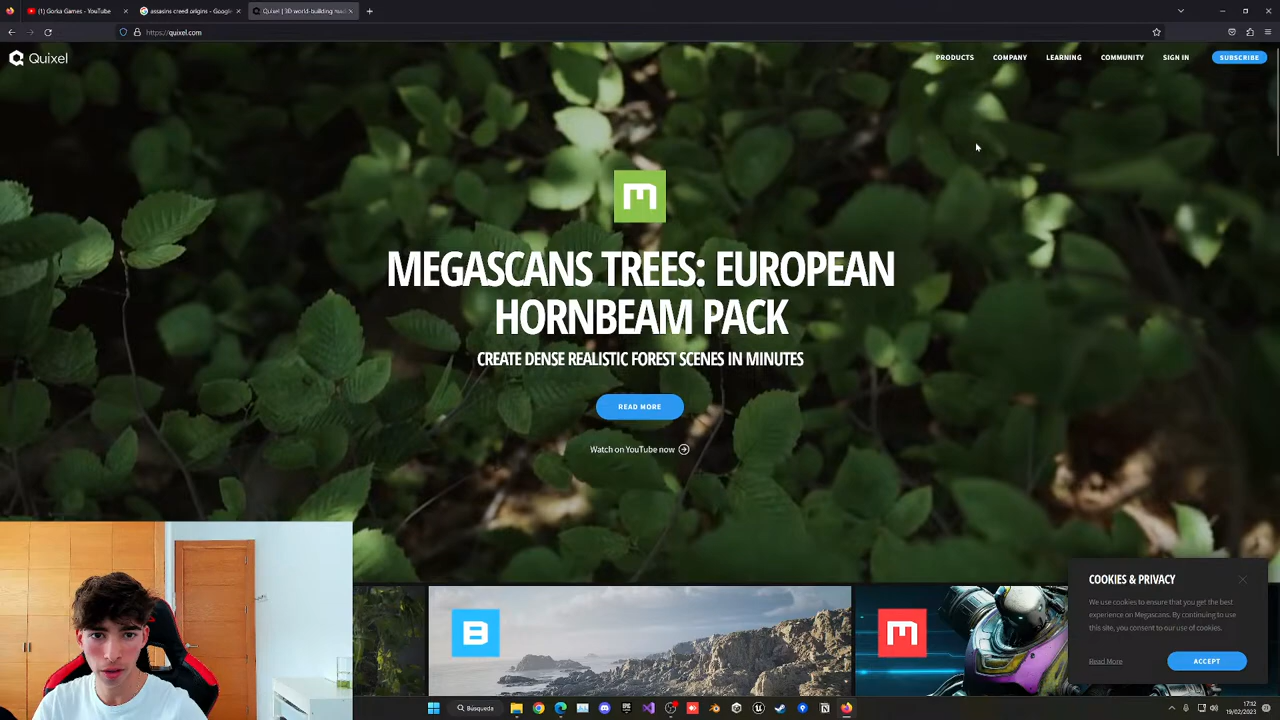 (1) Gorka Games - YouTube
assasins creed origins - Google
Quixel | 3D world-building mad
https://quixel.com
Quixel
PRODUCTS
COMPANY
LEARNING
COMMUNITY
SIGN IN
SUBSCRIBE
MEGASCANS TREES: EUROPEAN
HORNBEAM PACK
CREATE DENSE REALISTIC FOREST SCENES IN MINUTES
READ MORE
Watch on YouTube now
B
COOKIES & PRIVACY
We use cookies to ensure that you get the best
experience on Megascans. By continuing to use
this site, you consent to our use of cookies.
Read More
ACCEPT
Búsqueda
17:32
19/02/2023